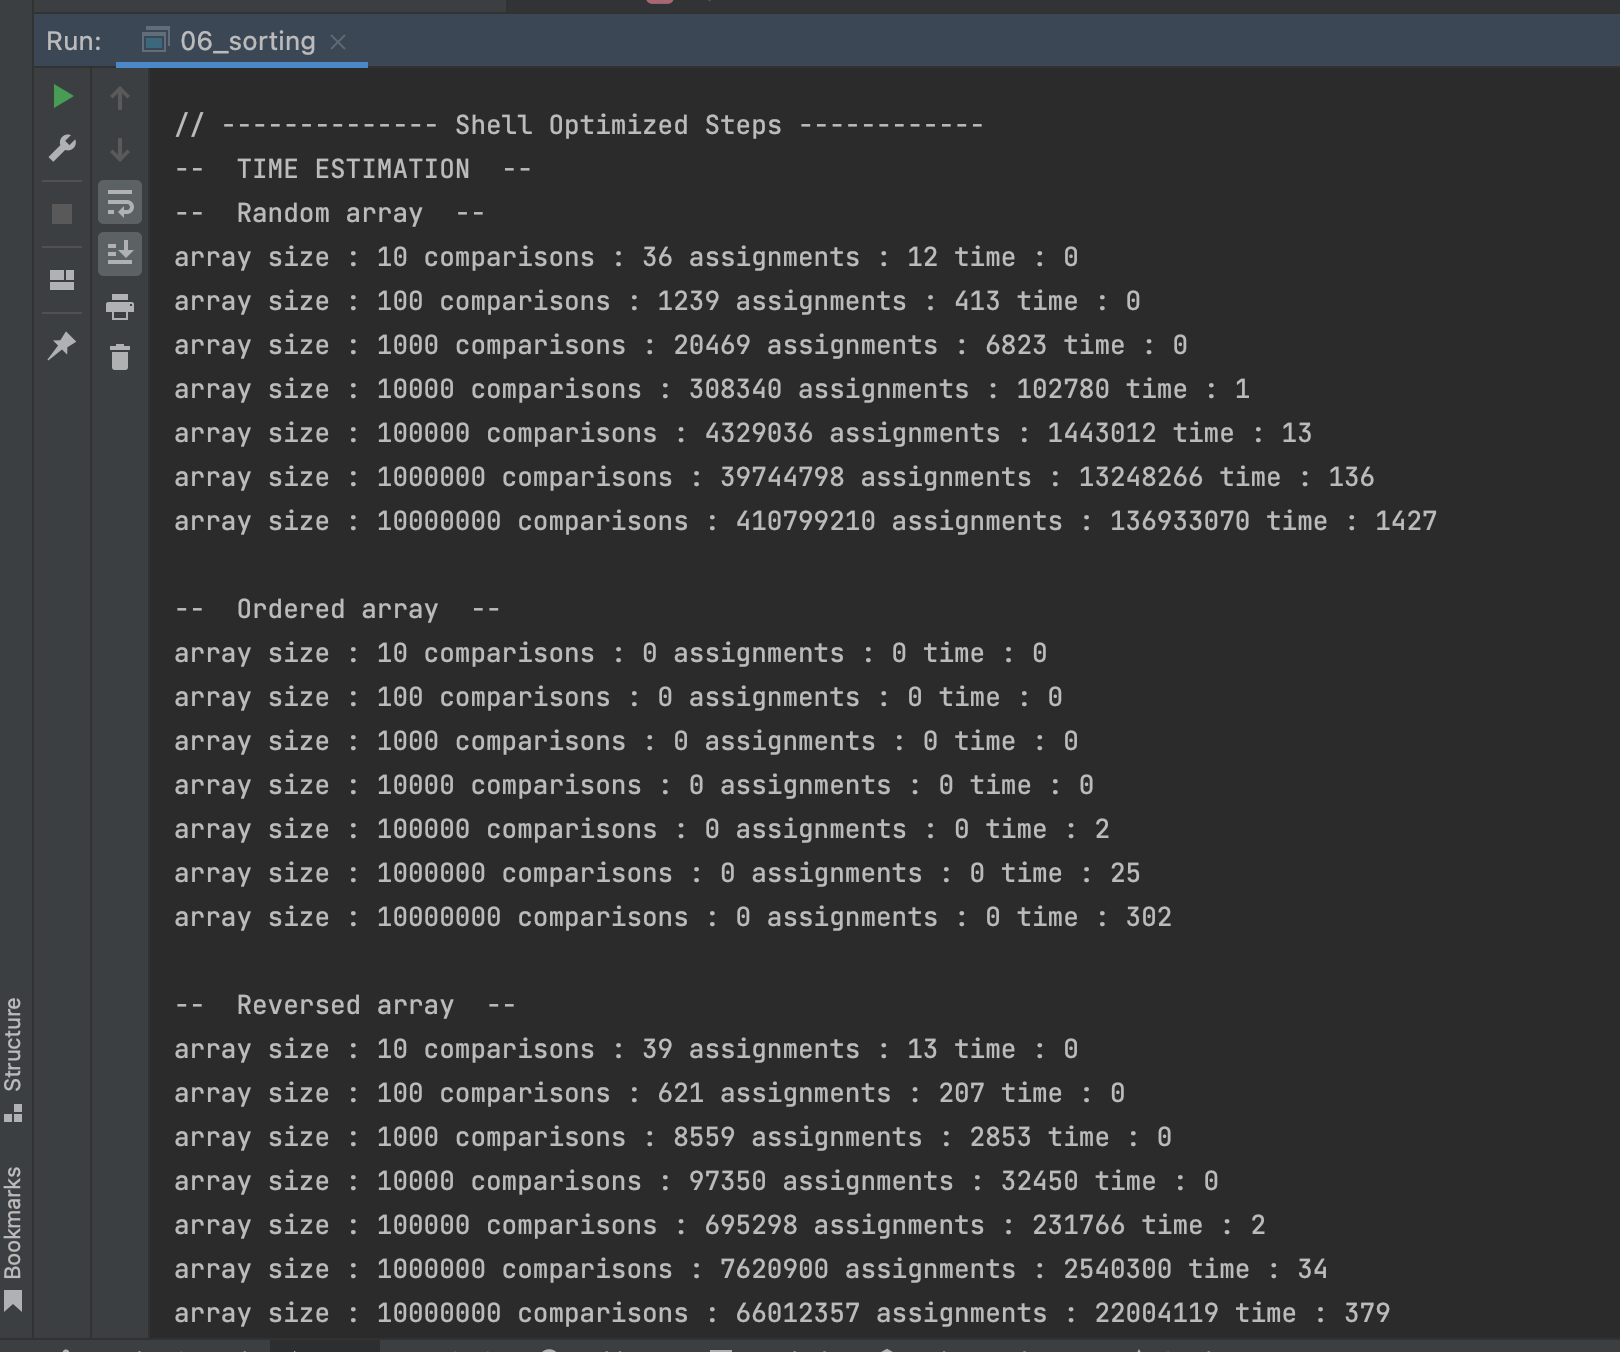 Run: 06_sorting
// -------------- Shell Optimized Steps ------------
--  TIME ESTIMATION  --
--  Random array  --
array size : 10 comparisons : 36 assignments : 12 time : 0
array size : 100 comparisons : 1239 assignments : 413 time : 0
array size : 1000 comparisons : 20469 assignments : 6823 time : 0
array size : 10000 comparisons : 308340 assignments : 102780 time : 1
array size : 100000 comparisons : 4329036 assignments : 1443012 time : 13
array size : 1000000 comparisons : 39744798 assignments : 13248266 time : 136
array size : 10000000 comparisons : 410799210 assignments : 136933070 time : 1427
--  Ordered array  --
array size : 10 comparisons : 0 assignments : 0 time : 0
array size : 100 comparisons : 0 assignments : 0 time : 0
array size : 1000 comparisons : 0 assignments : 0 time : 0
array size : 10000 comparisons : 0 assignments : 0 time : 0
array size : 100000 comparisons : 0 assignments : 0 time : 2
array size : 1000000 comparisons : 0 assignments : 0 time : 25
array size : 10000000 comparisons : 0 assignments : 0 time : 302
--  Reversed array  --
array size : 10 comparisons : 39 assignments : 13 time : 0
array size : 100 comparisons : 621 assignments : 207 time : 0
array size : 1000 comparisons : 8559 assignments : 2853 time : 0
array size : 10000 comparisons : 97350 assignments : 32450 time : 0
array size : 100000 comparisons : 695298 assignments : 231766 time : 2
array size : 1000000 comparisons : 7620900 assignments : 2540300 time : 34
array size : 10000000 comparisons : 66012357 assignments : 22004119 time : 379
Structure
Bookmarks